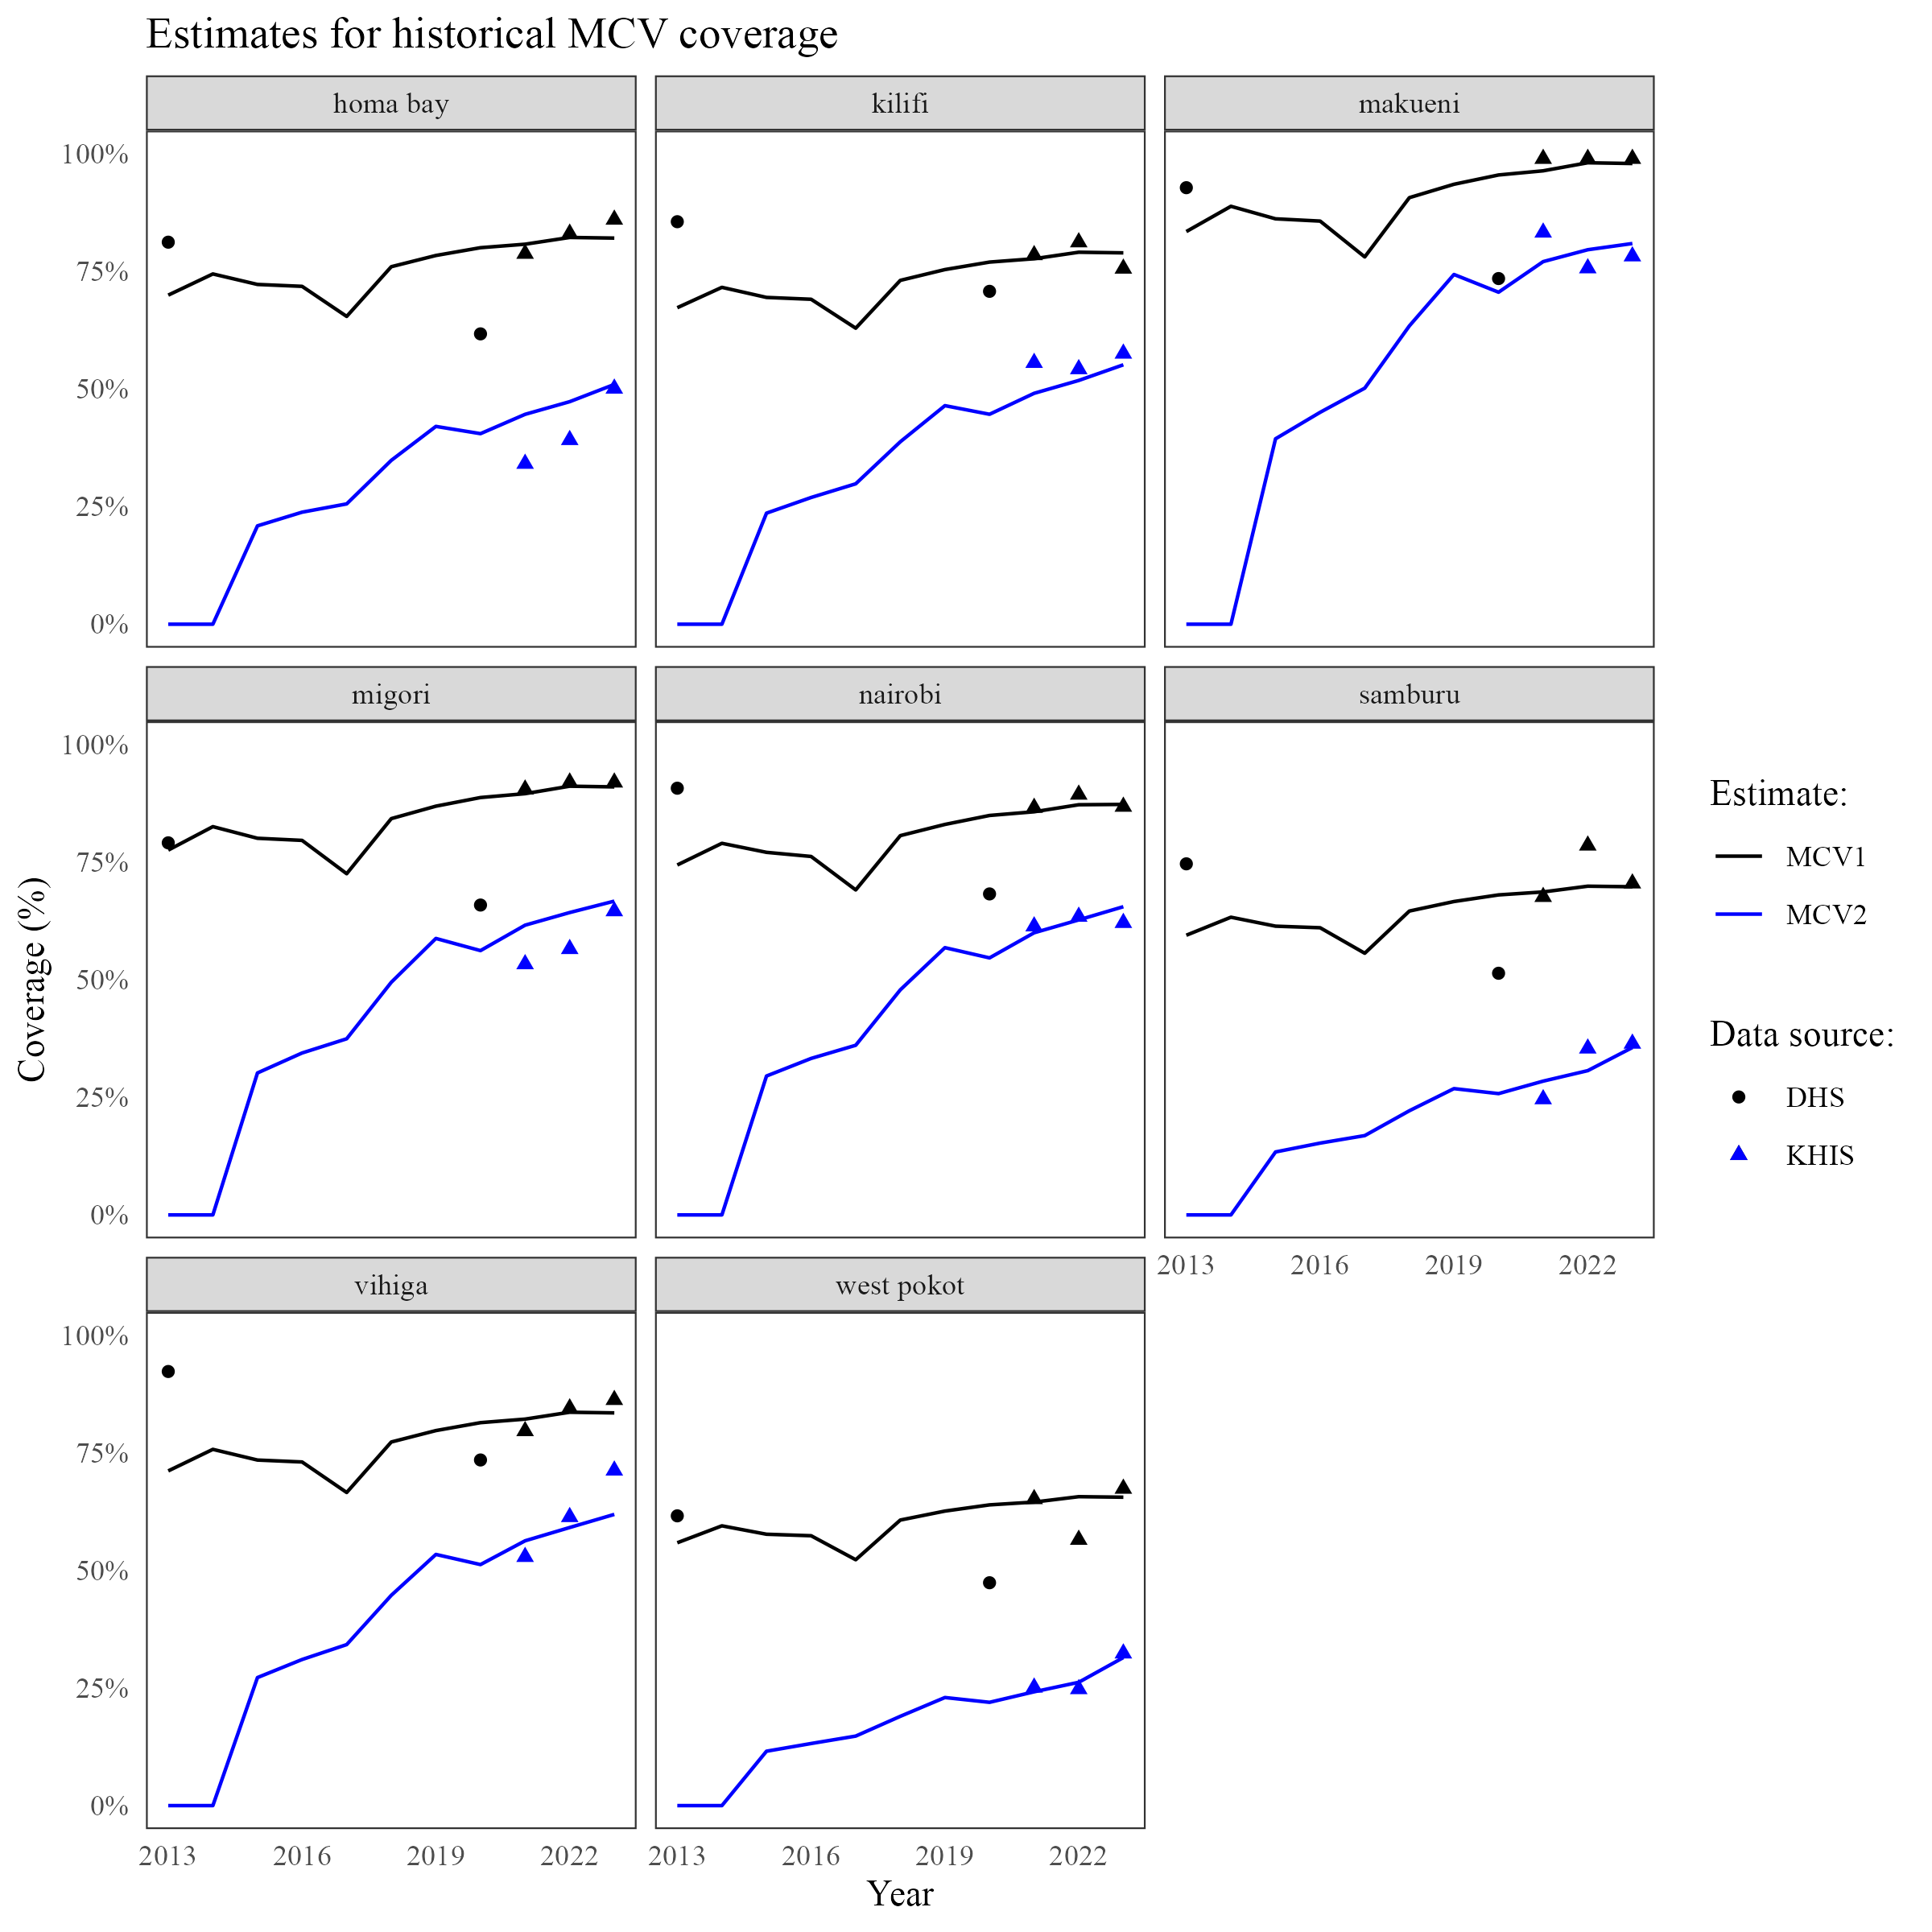 Estimates for historical MCV coverage
homa bay
kilifi
makueni
100%
75%
50%
25%
0%
migori
nairobi
samburu
100%
75%
50%
25%
0%
2013 2016 2019 2022
vihiga
west pokot
100%
75%
50%
25%
0%
2013 2016 2019 2022
2013 2016 2019 2022
Year
Coverage (%)
Estimate:
MCV1
MCV2
Data source:
DHS
KHIS